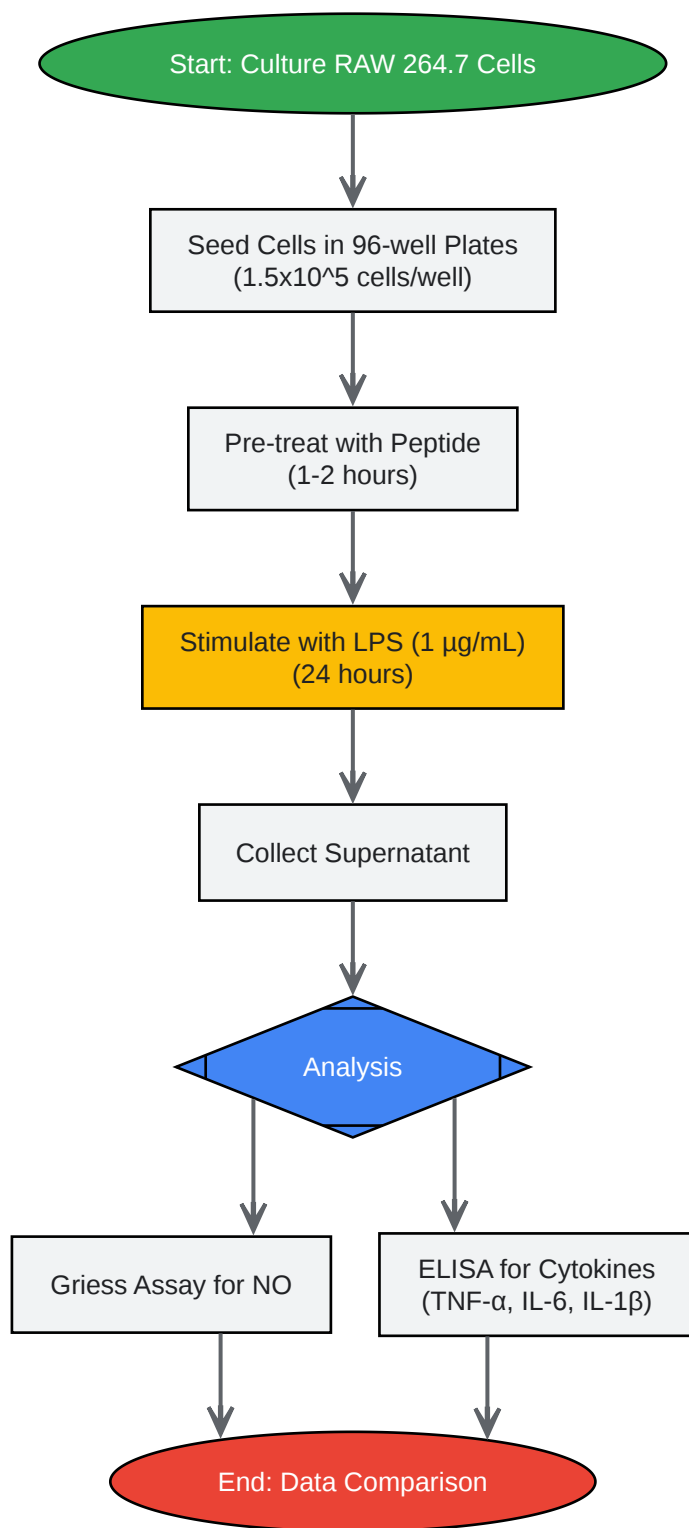 Start: Culture RAW 264.7 Cells
Seed Cells in 96-well Plates
(1.5x10^5 cells/well)
Pre-treat with Peptide
(1-2 hours)
Stimulate with LPS (1 µg/mL)
(24 hours)
Collect Supernatant
Analysis
Griess Assay for NO
ELISA for Cytokines
(TNF-α, IL-6, IL-1β)
End: Data Comparison